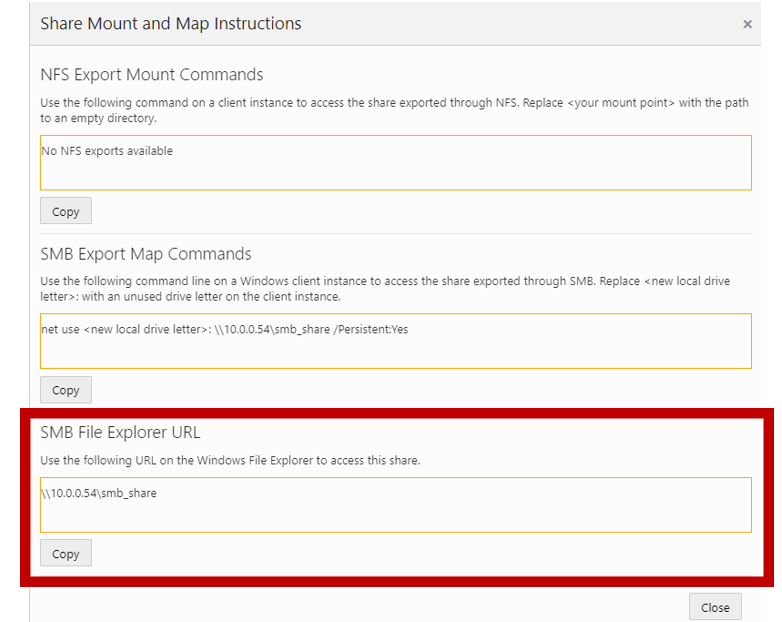 Share Mount and Map Instructions
×
NFS Export Mount Commands
Use the following command on a client instance to access the share exported through NFS. Replace <your mount point> with the path
to an empty directory.
No NFS exports available
Copy
SMB Export Map Commands
Use the following command line on a Windows client instance to access the share exported through SMB. Replace <new local drive
letter>: with an unused drive letter on the client instance.
net use <new local drive letter>: \\10.0.0.54\smb_share /Persistent:Yes
Copy
SMB File Explorer URL
Use the following URL on the Windows File Explorer to access this share.
\\10.0.0.54\smb_share
Copy
Close